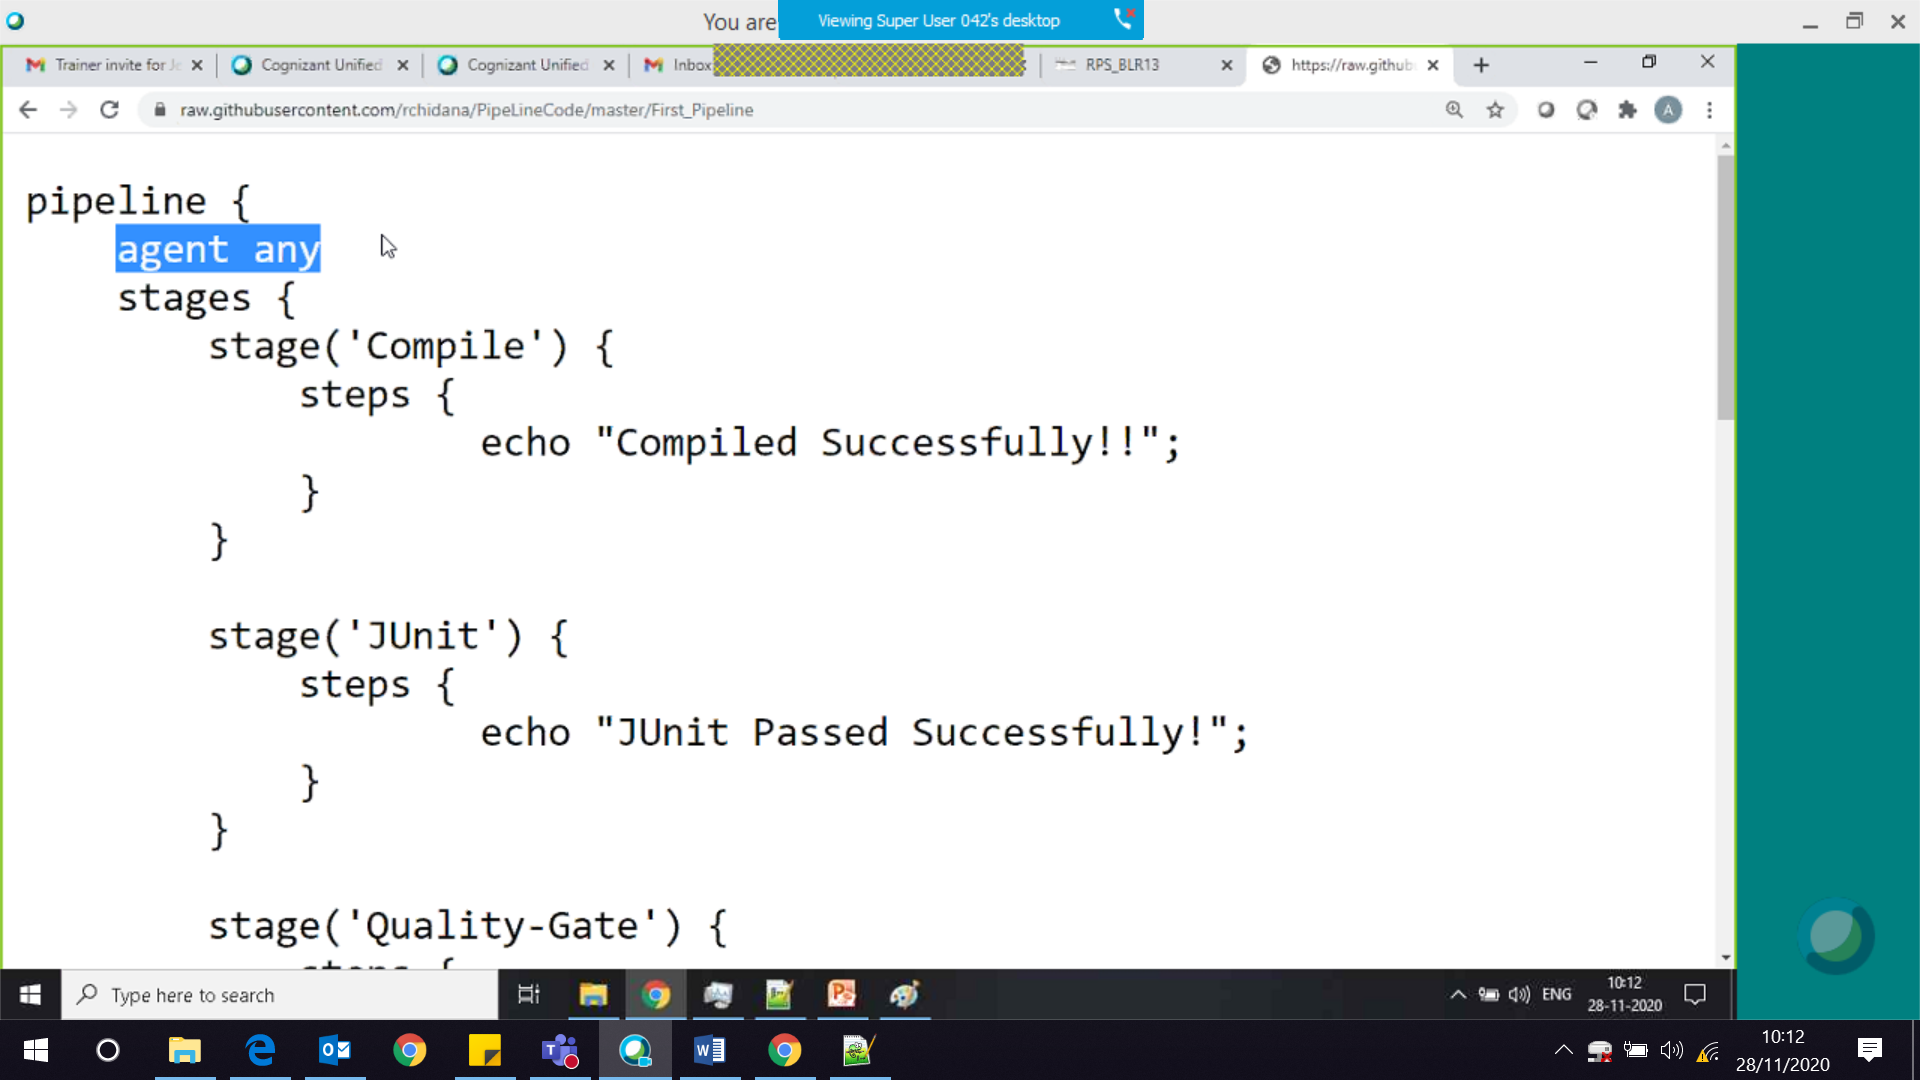 You are
Viewing Super User 042's desktop
Trainer invite for Je
Cognizant Unified
Cognizant Unified
Inbox
RPS_BLR13
https://raw.github
raw.githubusercontent.com/rchidana/PipeLineCode/master/First_Pipeline
A
pipeline {
agent any
stages {
stage('Compile') {
steps {
echo "Compiled Successfully!!";
}
}
stage('JUnit') {
steps {
echo "JUnit Passed Successfully!";
}
}
stage('Quality-Gate') {
steps {
Type here to search
ENG
10:12
28-11-2020
10:12
28/11/2020